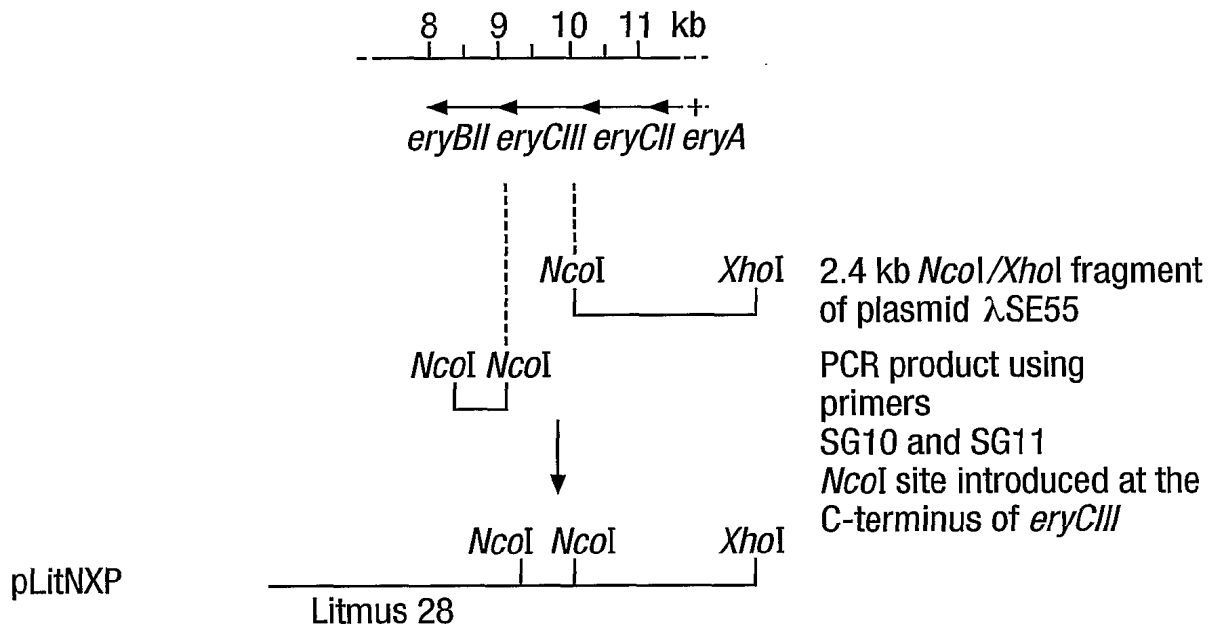 8 9 10 11 kb
eryBII eryCIII eryCII eryA
NcoI XhoI 2.4 kb NcoI/XhoI fragment
of plasmid λSE55
NcoI NcoI PCR product using
primers
SG10 and SG11
NcoI site introduced at the
C-terminus of eryCIII
NcoI NcoI XhoI
pLitNXP
Litmus 28